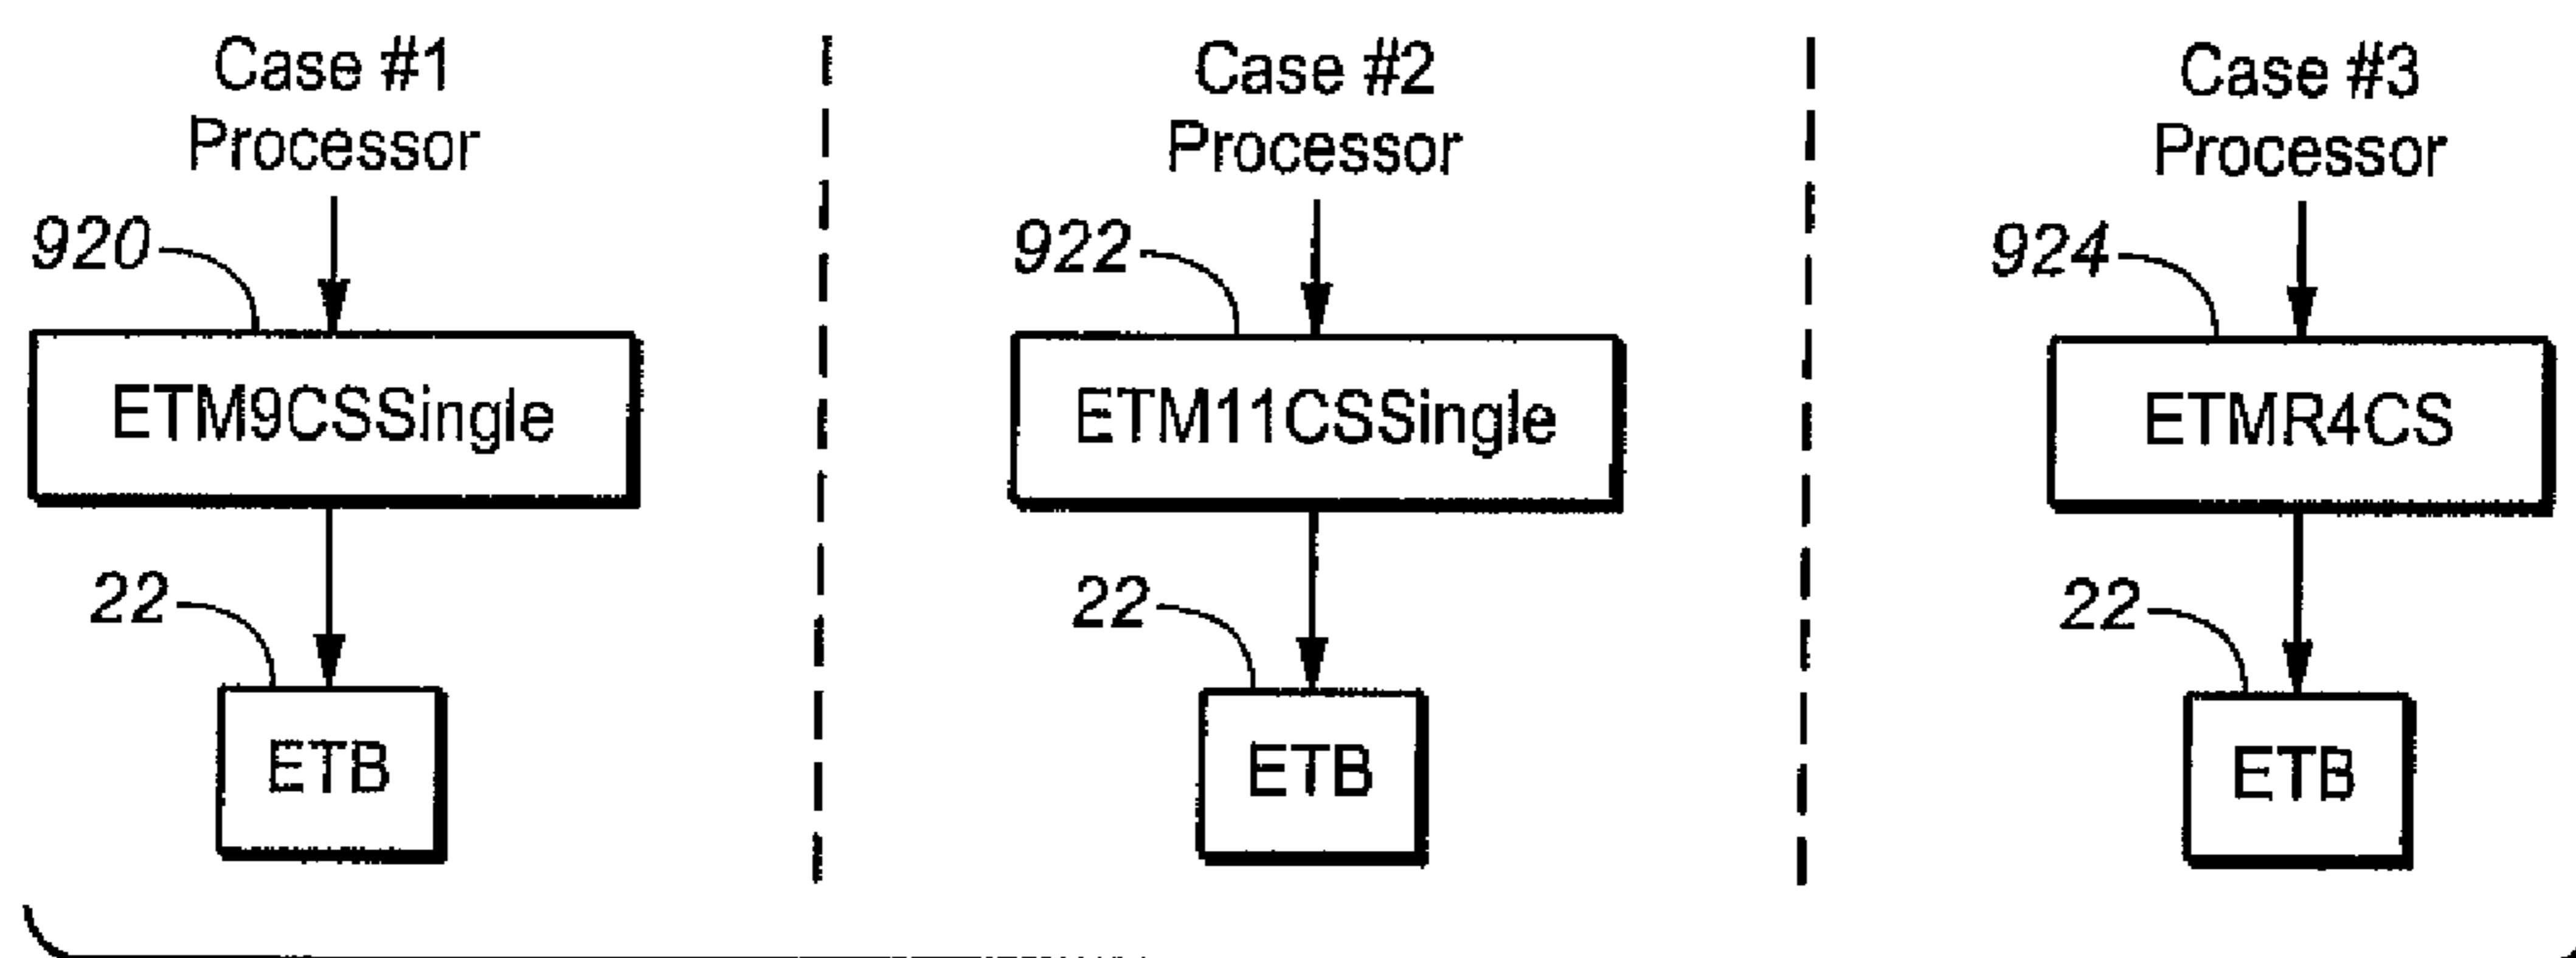 Case #1
Processor
920
ETM9CSSingle
22
ETB
Case #2
Processor
922
ETM11CSSingle
22
ETB
Case #3
Processor
924
ETMR4CS
22
ETB